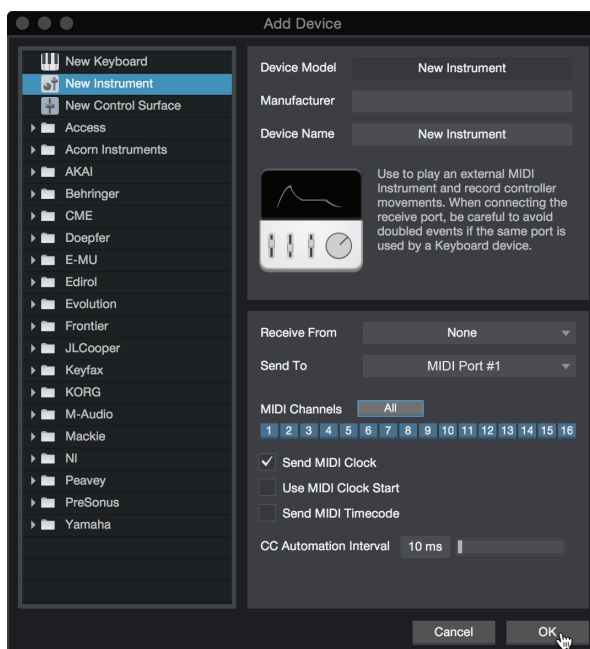 Add Device
New Keyboard
New Instrument
New Control Surface
Access
Acorn Instruments
AKAI
Behringer
CME
Doepfer
E-MU
Edirol
Evolution
Frontier
JLCooper
Keyfax
KORG
M-Audio
Mackie
NI
Peavey
PreSonus
Yamaha
Device Model New Instrument
Manufacturer
Device Name New Instrument
Use to play an external MIDI
Instrument and record controller
movements. When connecting the
receive port, be careful to avoid
doubled events if the same port is
used by a Keyboard device.
Receive From None
Send To MIDI Port #1
MIDI Channels All
1 2 3 4 5 6 7 8 9 10 11 12 13 14 15 16
Send MIDI Clock
Use MIDI Clock Start
Send MIDI Timecode
CC Automation Interval 10 ms
Cancel OK